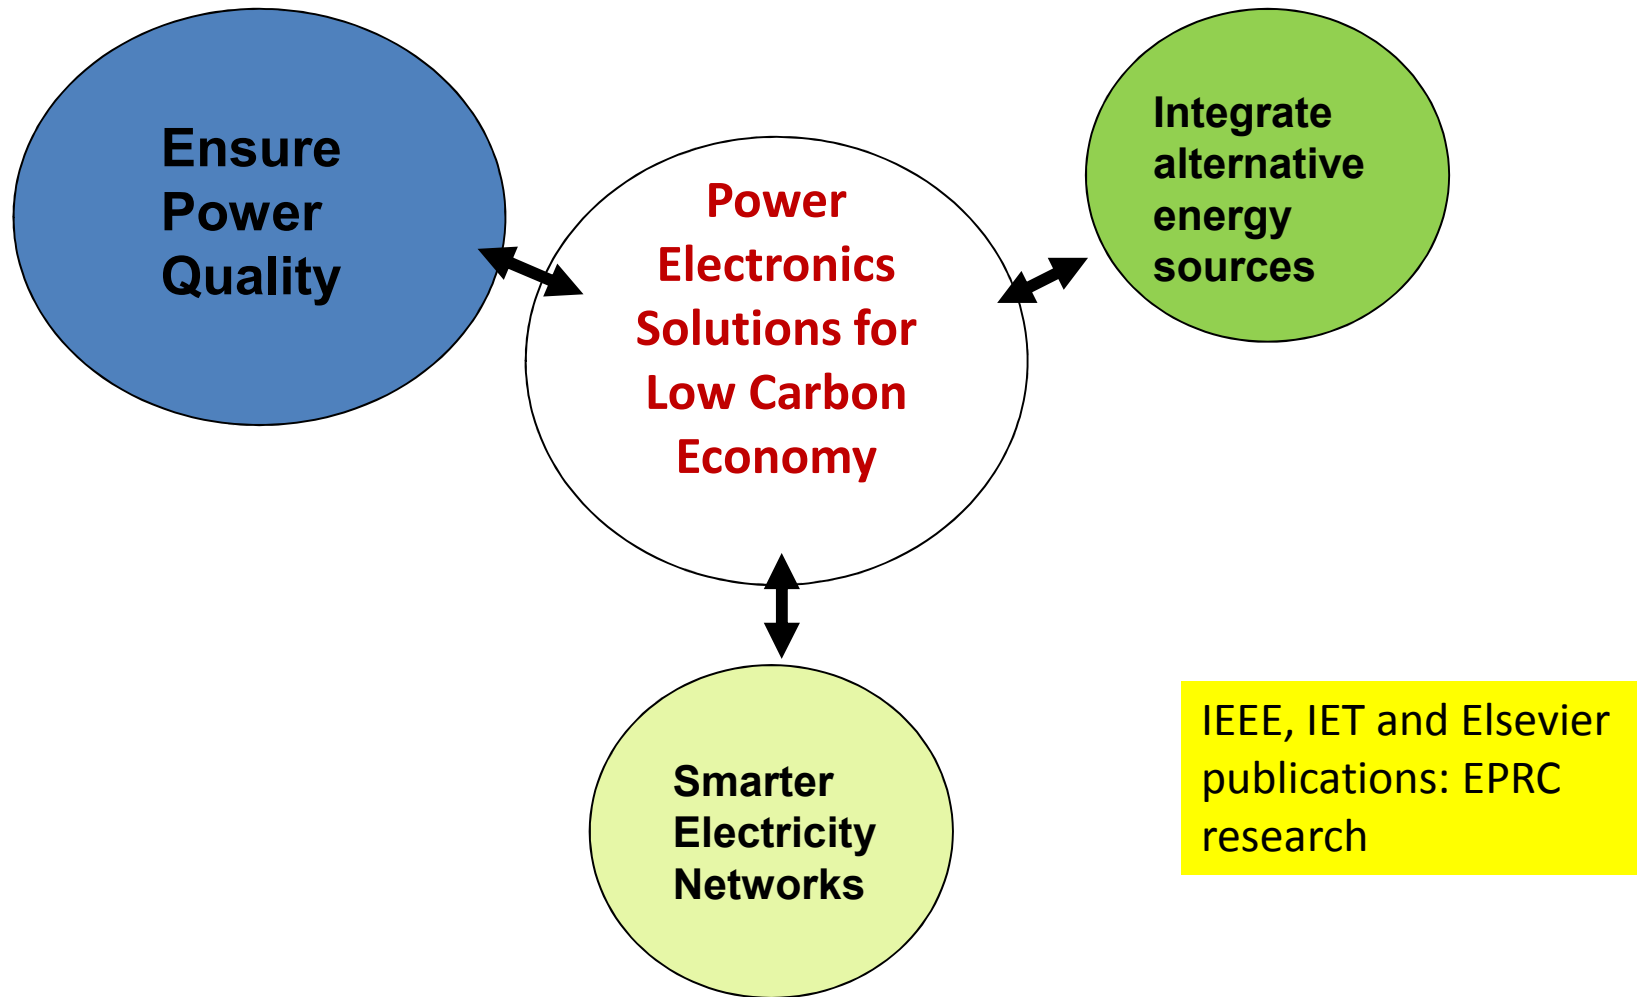 Ensure
Power
Quality
Power
Electronics
Solutions for
Low Carbon
Economy
Integrate
alternative
energy
sources
Smarter
Electricity
Networks
IEEE, IET and Elsevier
publications: EPRC
research